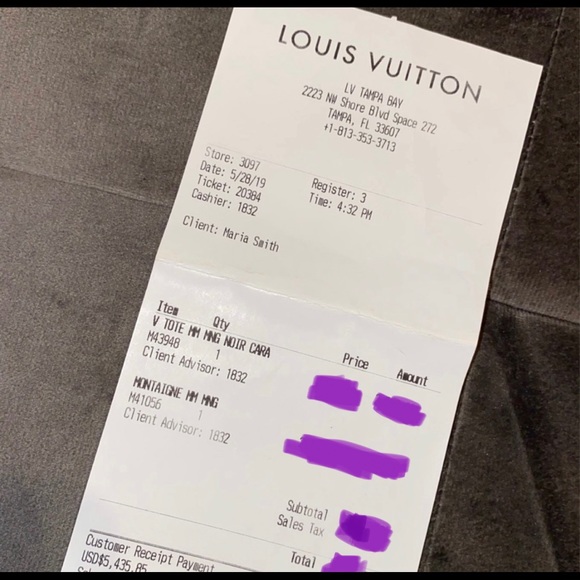 LOUIS VUITTON
LV TAMPA BAY
2223 NW Shore Blvd Space 272
TAMPA, FL 33607
+1-813-353-3713
Store: 3097 Register: 3
Date: 5/28/19 Time: 4:32 PM
Ticket: 20384
Cashier: 1832
Client: Maria Smith
Item Qty Price Amount
V TOTE MM MNG NOIR CARA
M43948 1
Client Advisor: 1832
MONTAIGNE MM MNG
M41056 1
Client Advisor: 1832
Subtotal
Sales Tax
Total
Customer Receipt Payment
USD$5,435.85